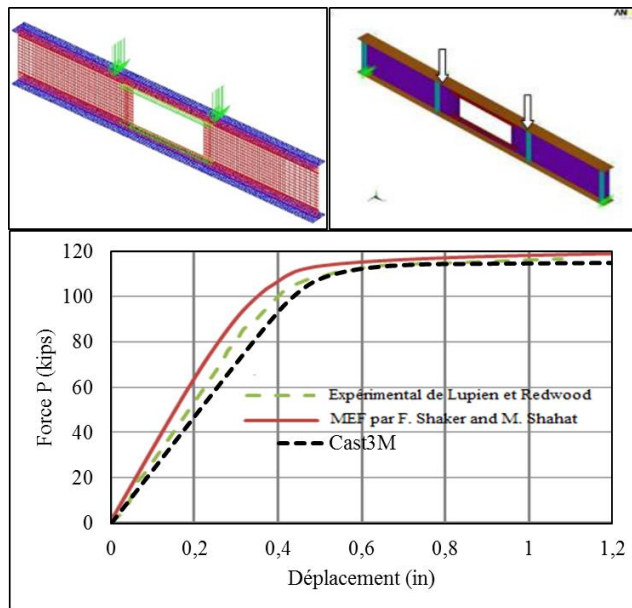 AN
120
100
80
60
40
20
0
Force P (kips)
Expérimental de Lupien et Redwood
MEF par F. Shaker and M. Shahat
Cast3M
0 0,2 0,4 0,6 0,8 1 1,2
Déplacement (in)